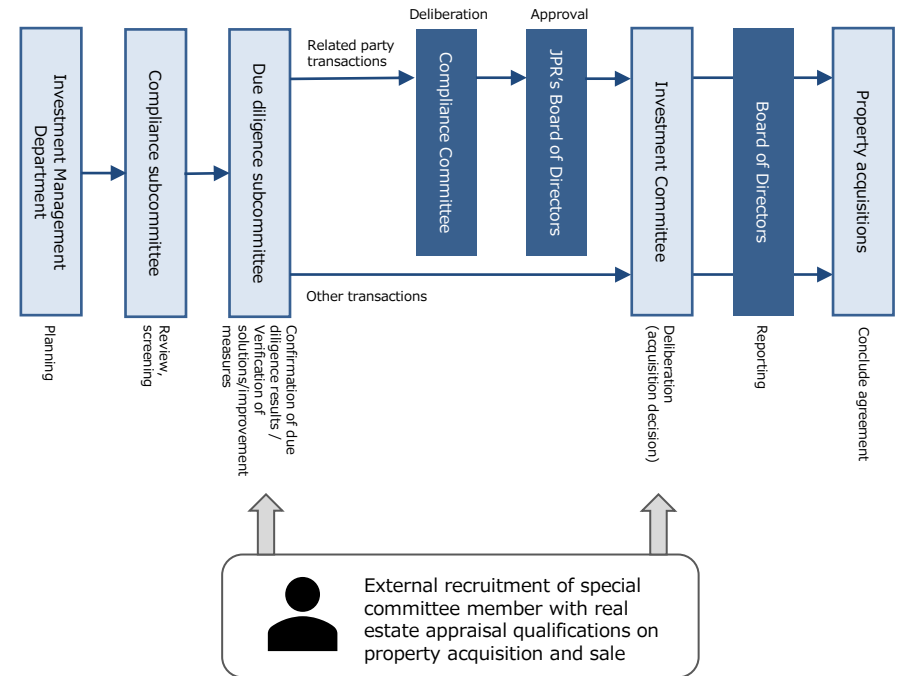 Deliberation
Approval
Investment Management
Department
Compliance subcommittee
Due diligence subcommittee
Related party
transactions
Compliance Committee
JPR's Board of Directors
Investment Committee
Board of Directors
Property acquisitions
Other transactions
Planning
Review,
screening
Confirmation of due
diligence results /
Verification of
solutions/improvement
measures
Deliberation
(acquisition decision)
Reporting
Conclude agreement
External recruitment of special
committee member with real
estate appraisal qualifications on
property acquisition and sale